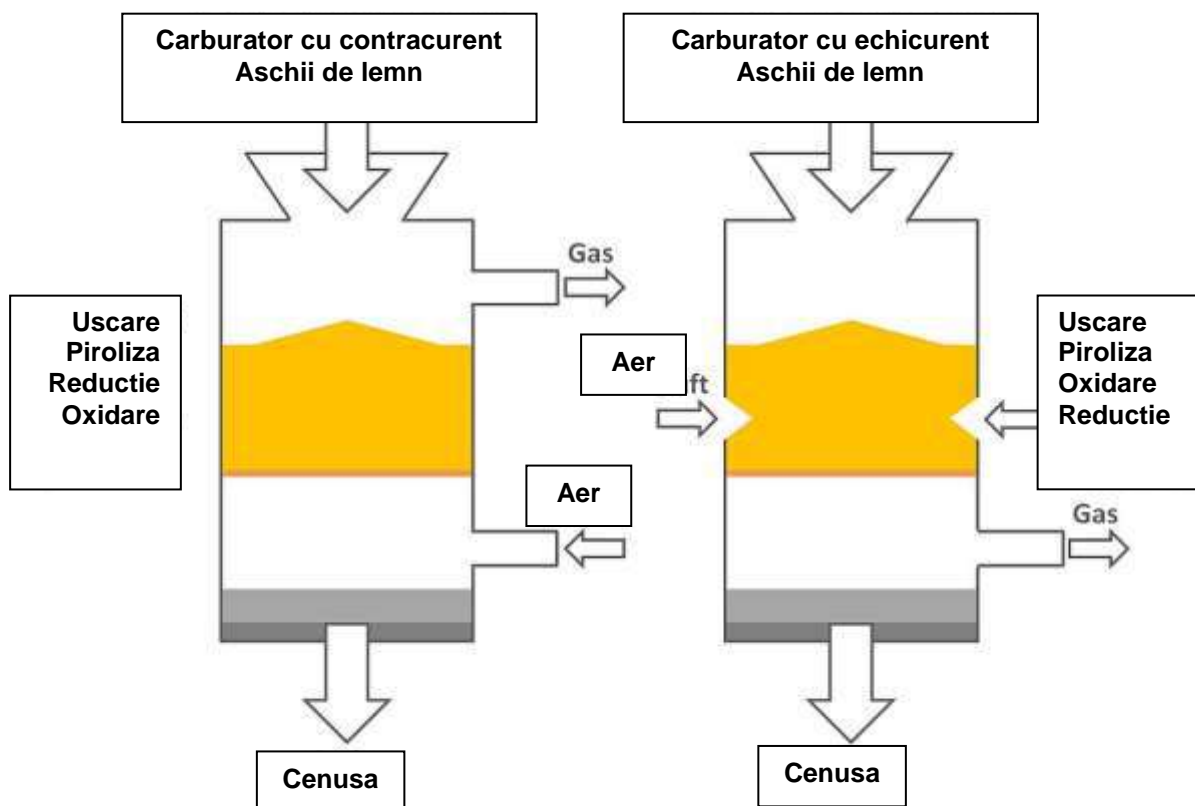 Carburator cu contracurent
Aschii de lemn
Carburator cu echicurent
Aschii de lemn
Gas
Uscare
Piroliza
Reductie
Oxidare
Aer
ft
Uscare
Piroliza
Oxidare
Reductie
Aer
Gas
Cenusa
Cenusa